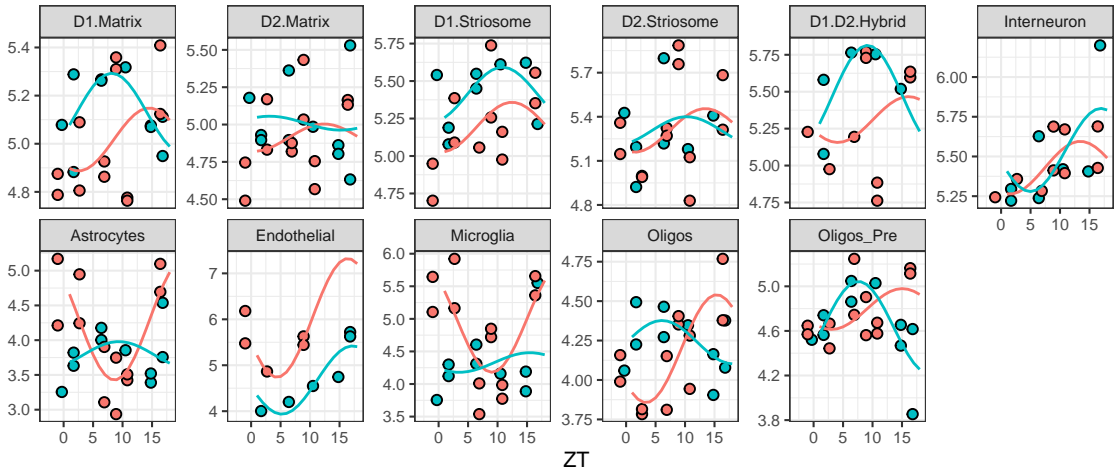 D1.Matrix D2.Matrix D1.Striosome D2.Striosome D1.D2.Hybrid Interneuron
5.4 5.50 5.75 5.7 5.75 6.00
5.2 5.25 5.50 5.4 5.50 5.75
5.0 5.00 5.25 5.1 5.25 5.50
4.8 4.75 5.00 4.8 5.00 5.25
4.50 4.75 4.75
0 5 10 15
Astrocytes Endothelial Microglia Oligos Oligos_Pre
5.0 7 6.0 4.75 5.0
4.5 6 5.5 4.50 4.6
4.0 5 5.0 4.25 4.2
3.5 4 4.5 4.00 3.8
3.0 4.0 3.75
3.5
0 5 10 15 0 5 10 15 0 5 10 15 0 5 10 15 0 5 10 15
ZT